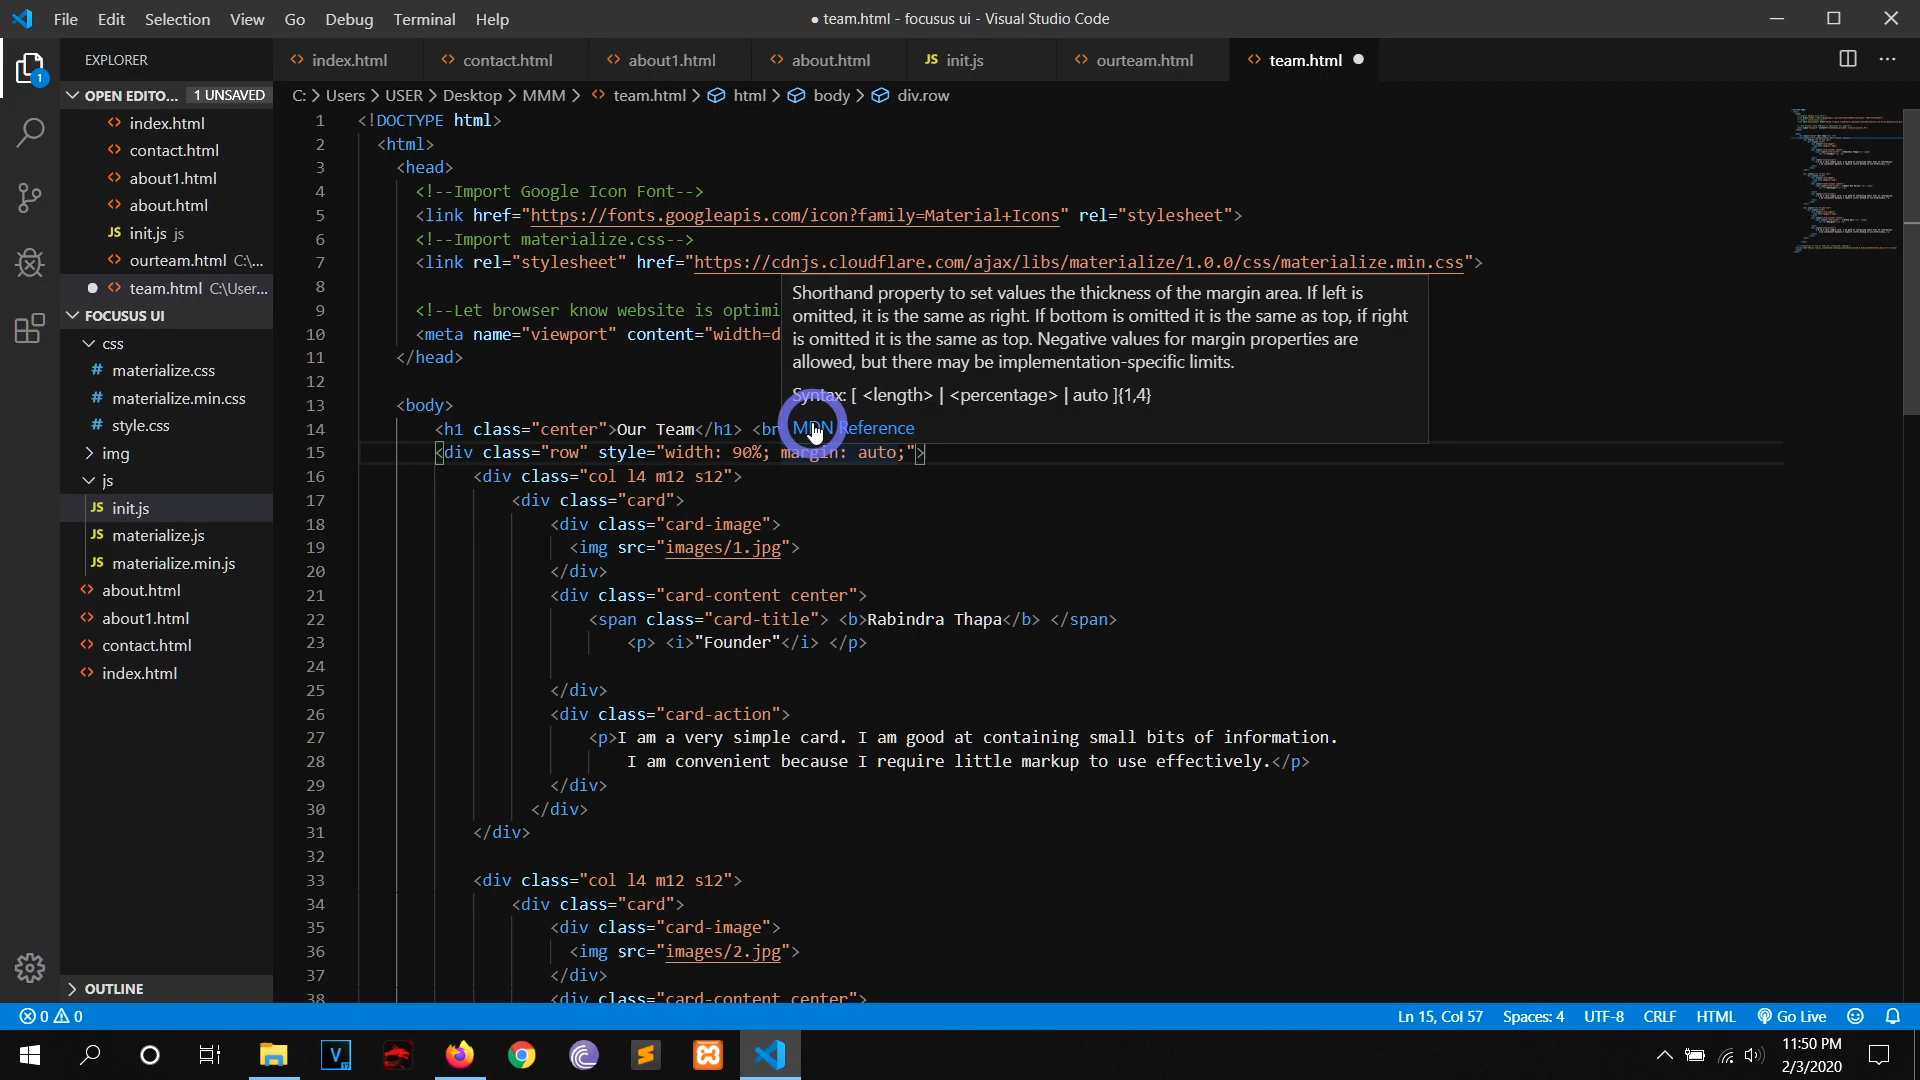 File Edit Selection View Go Debug Terminal Help
● team.html - focusus ui - Visual Studio Code
EXPLORER
index.html contact.html about1.html about.html JS init.js ourteam.html team.html
OPEN EDITO... 1 UNSAVED
C: > Users > USER > Desktop > MMM > team.html > html > body > div.row
index.html
contact.html
about1.html
about.html
JS init.js js
ourteam.html C:\...
team.html C:\User...
FOCUSUS UI
css
# materialize.css
# materialize.min.css
# style.css
img
js
JS init.js
JS materialize.js
JS materialize.min.js
about.html
about1.html
contact.html
index.html
OUTLINE
1 <!DOCTYPE html>
2 <html>
3 <head>
4 <!--Import Google Icon Font-->
5 <link href="https://fonts.googleapis.com/icon?family=Material+Icons" rel="stylesheet">
6 <!--Import materialize.css-->
7 <link rel="stylesheet" href="https://cdnjs.cloudflare.com/ajax/libs/materialize/1.0.0/css/materialize.min.css">
8
9 <!--Let browser know website is optimi
10 <meta name="viewport" content="width=d
11 </head>
12
13 <body>
14 <h1 class="center">Our Team</h1> <br
15 <div class="row" style="width: 90%; margin: auto;">
16 <div class="col l4 m12 s12">
17 <div class="card">
18 <div class="card-image">
19 <img src="images/1.jpg">
20 </div>
21 <div class="card-content center">
22 <span class="card-title"> <b>Rabindra Thapa</b> </span>
23 <p> <i>"Founder"</i> </p>
24
25 </div>
26 <div class="card-action">
27 <p>I am a very simple card. I am good at containing small bits of information.
28 I am convenient because I require little markup to use effectively.</p>
29 </div>
30 </div>
31 </div>
32
33 <div class="col l4 m12 s12">
34 <div class="card">
35 <div class="card-image">
36 <img src="images/2.jpg">
37 </div>
38 <div class="card-content center">
Shorthand property to set values the thickness of the margin area. If left is
omitted, it is the same as right. If bottom is omitted it is the same as top, if right
is omitted it is the same as top. Negative values for margin properties are
allowed, but there may be implementation-specific limits.
Syntax: [ <length> | <percentage> | auto ]{1,4}
MDN Reference
0 0 Ln 15, Col 57 Spaces: 4 UTF-8 CRLF HTML Go Live
11:50 PM
2/3/2020